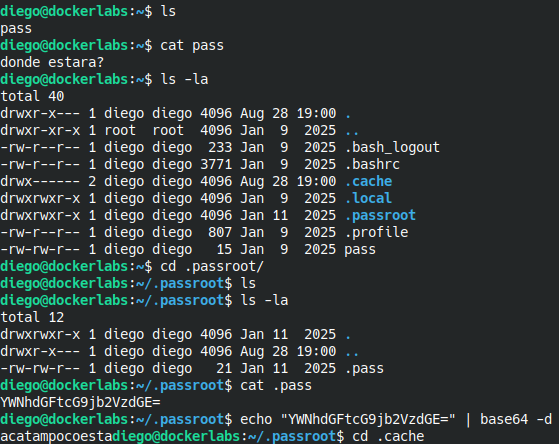 diego@dockerlabs:~$ ls
pass
diego@dockerlabs:~$ cat pass
donde estara?
diego@dockerlabs:~$ ls -la
total 40
drwxr-x--- 1 diego diego 4096 Aug 28 19:00 .
drwxr-xr-x 1 root  root  4096 Jan  9  2025 ..
-rw-r--r-- 1 diego diego  233 Jan  9  2025 .bash_logout
-rw-r--r-- 1 diego diego 3771 Jan  9  2025 .bashrc
drwx------ 2 diego diego 4096 Aug 28 19:00 .cache
drwxrwxr-x 1 diego diego 4096 Jan  9  2025 .local
drwxrwxr-x 1 diego diego 4096 Jan 11  2025 .passroot
-rw-r--r-- 1 diego diego  807 Jan  9  2025 .profile
-rw-rw-r-- 1 diego diego   15 Jan  9  2025 pass
diego@dockerlabs:~$ cd .passroot/
diego@dockerlabs:~/.passroot$ ls
diego@dockerlabs:~/.passroot$ ls -la
total 12
drwxrwxr-x 1 diego diego 4096 Jan 11  2025 .
drwxr-x--- 1 diego diego 4096 Aug 28 19:00 ..
-rw-rw-r-- 1 diego diego   21 Jan 11  2025 .pass
diego@dockerlabs:~/.passroot$ cat .pass
YWNhdGFtcG9jb2VzdGE=
diego@dockerlabs:~/.passroot$ echo "YWNhdGFtcG9jb2VzdGE=" | base64 -d
acatampocoestadiego@dockerlabs:~/.passroot$ cd .cache